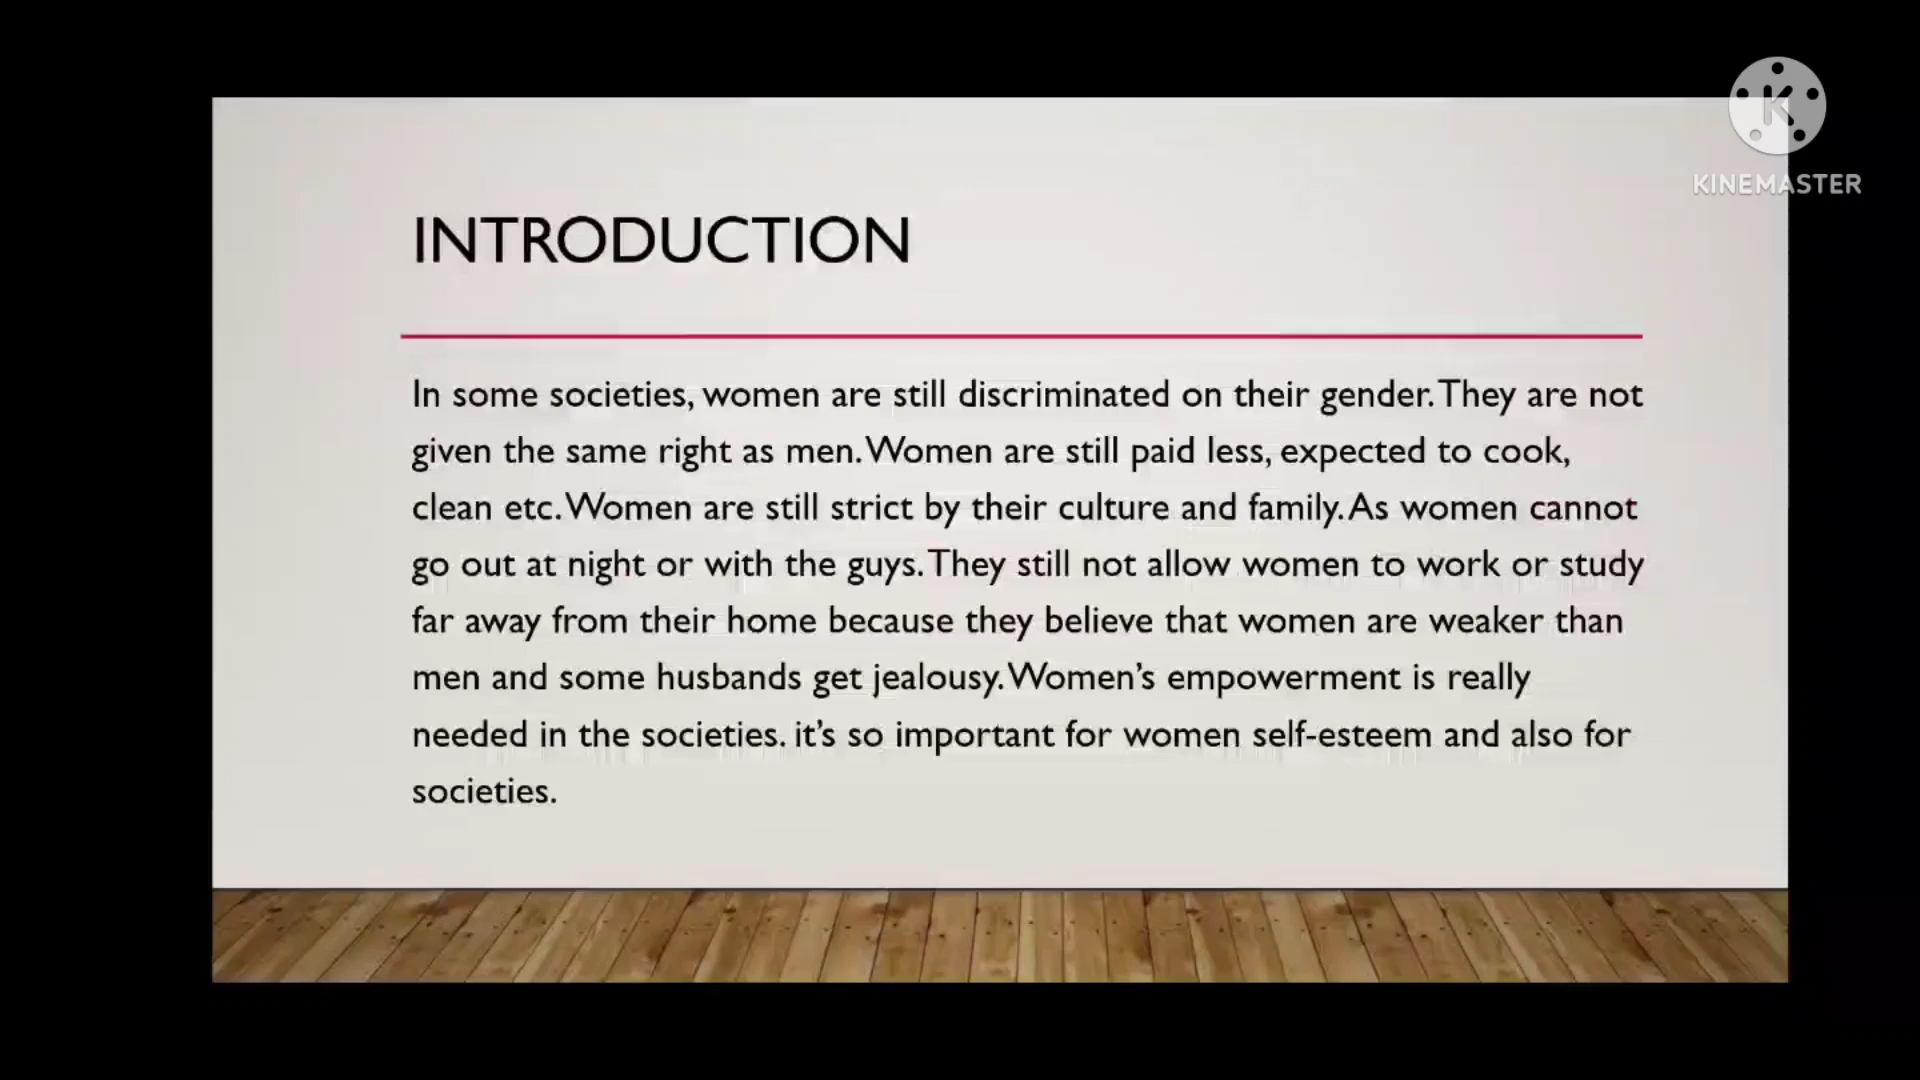 K
KINEMASTER
INTRODUCTION
In some societies, women are still discriminated on their gender. They are not
given the same right as men. Women are still paid less, expected to cook,
clean etc. Women are still strict by their culture and family. As women cannot
go out at night or with the guys. They still not allow women to work or study
far away from their home because they believe that women are weaker than
men and some husbands get jealousy. Women’s empowerment is really
needed in the societies. it’s so important for women self-esteem and also for
societies.